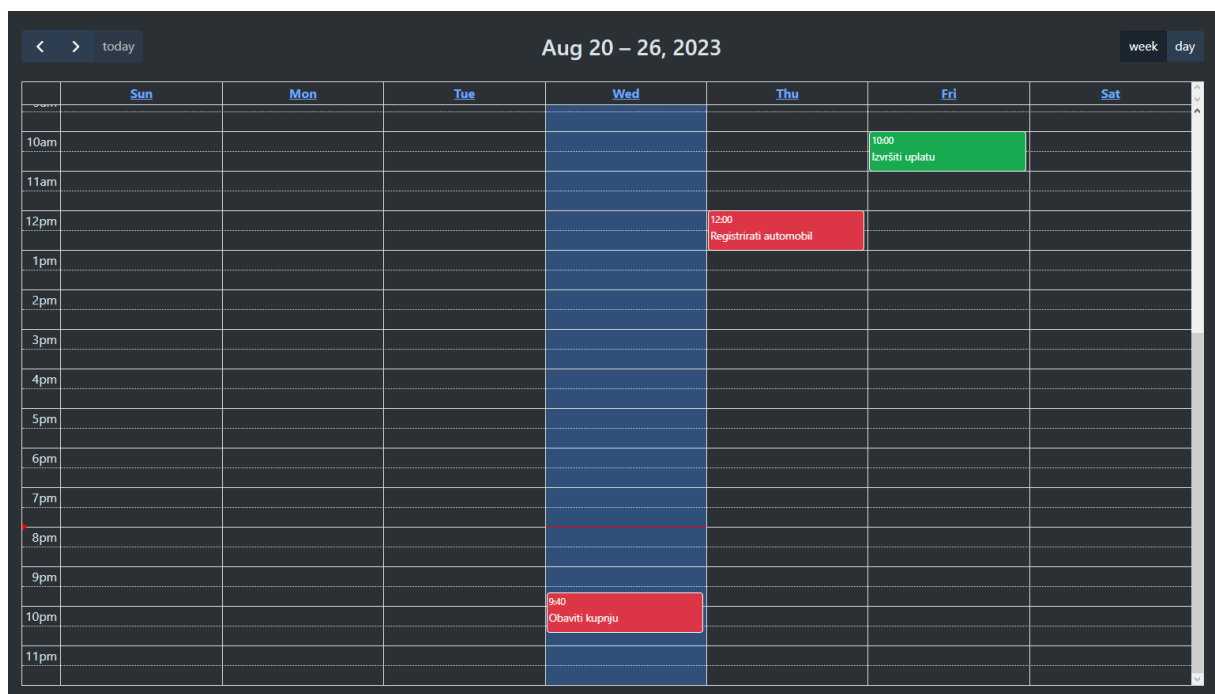 today
Aug 20 – 26, 2023
week day
Sun Mon Tue Wed Thu Fri Sat
10am
10:00
Izvršiti uplatu
11am
12pm
12:00
Registrirati automobil
1pm
2pm
3pm
4pm
5pm
6pm
7pm
8pm
9pm
9:40
Obaviti kupnju
10pm
11pm